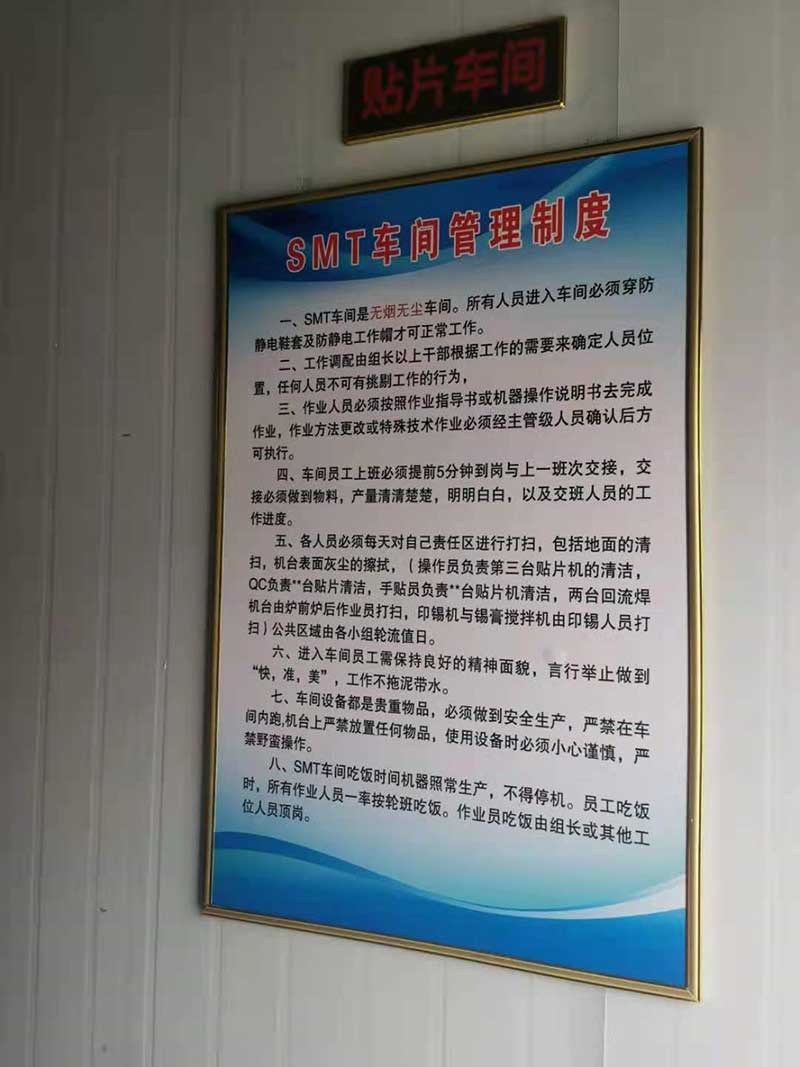 贴片车间
SMT车间管理制度
一、SMT车间是无烟无尘车间。所有人员进入车间必须穿防
静电鞋套及防静电工作帽才可正常工作。
二、工作调配由组长以上干部根据工作的需要来确定人员位
置，任何人员不可有挑剔工作的行为，
三、作业人员必须按照作业指导书或机器操作说明书去完成
作业，作业方法更改或特殊技术作业必须经主管级人员确认后方
可执行。
四、车间员工上班必须提前5分钟到岗与上一班次交接，交
接必须做到物料，产量清清楚楚，明明白白，以及交班人员的工
作进度。
五、各人员必须每天对自己责任区进行打扫，包括地面的清
扫，机台表面灰尘的擦拭，（操作员负责第三台贴片机的清洁，
QC负责**台贴片清洁，手贴员负责**台贴片机清洁，两台回流焊
机台由炉前炉后作业员打扫，印锡机与锡膏搅拌机由印锡人员打
扫）公共区域由各小组轮流值日。
六、进入车间员工需保持良好的精神面貌，言行举止做到
“快，准，美”，工作不拖泥带水。
七、车间设备都是贵重物品，必须做到安全生产，严禁在车
间内跑,机台上严禁放置任何物品，使用设备时必须小心谨慎，严
禁野蛮操作。
八、SMT车间吃饭时间机器照常生产，不得停机。员工吃饭
时，所有作业人员一率按轮班吃饭。作业员吃饭由组长或其他工
位人员顶岗。